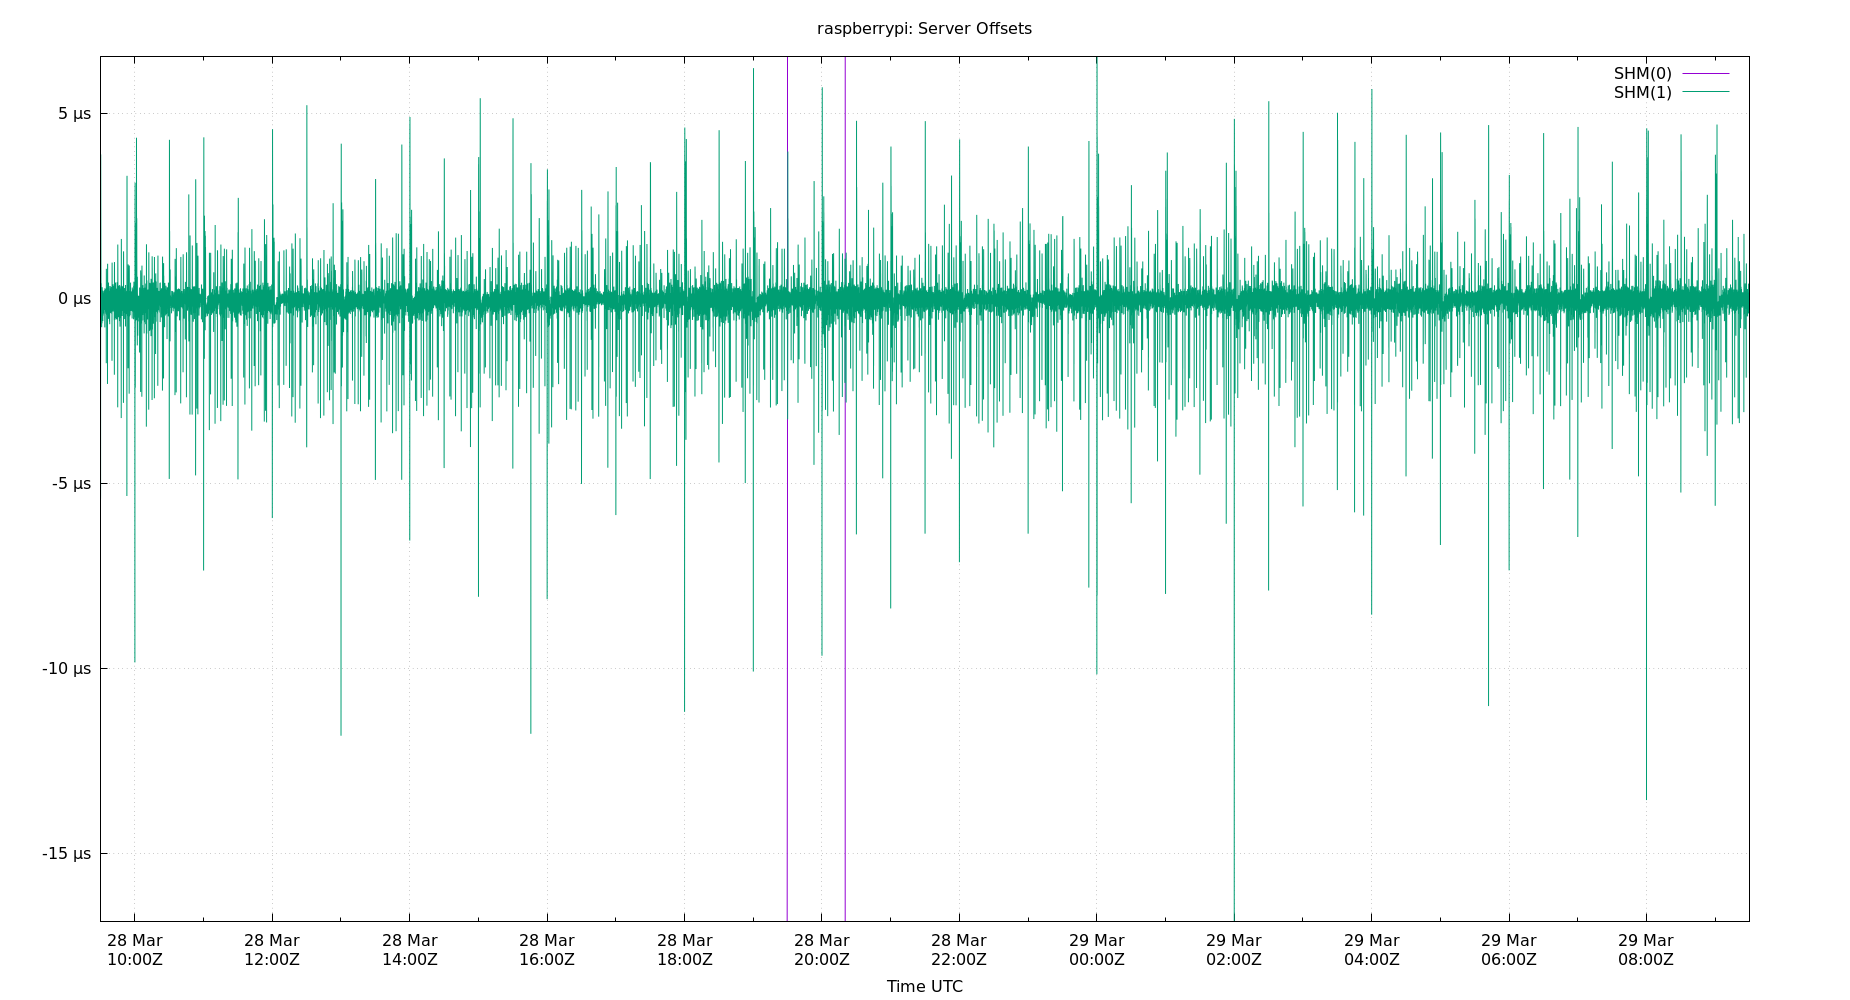 raspberrypi: Server Offsets
SHM(0)
SHM(1)
5 µs
0 µs
-5 µs
-10 µs
-15 µs
28 Mar 28 Mar 28 Mar 28 Mar 28 Mar 28 Mar 28 Mar 29 Mar 29 Mar 29 Mar 29 Mar 29 Mar
10:00Z 12:00Z 14:00Z 16:00Z 18:00Z 20:00Z 22:00Z 00:00Z 02:00Z 04:00Z 06:00Z 08:00Z
Time UTC